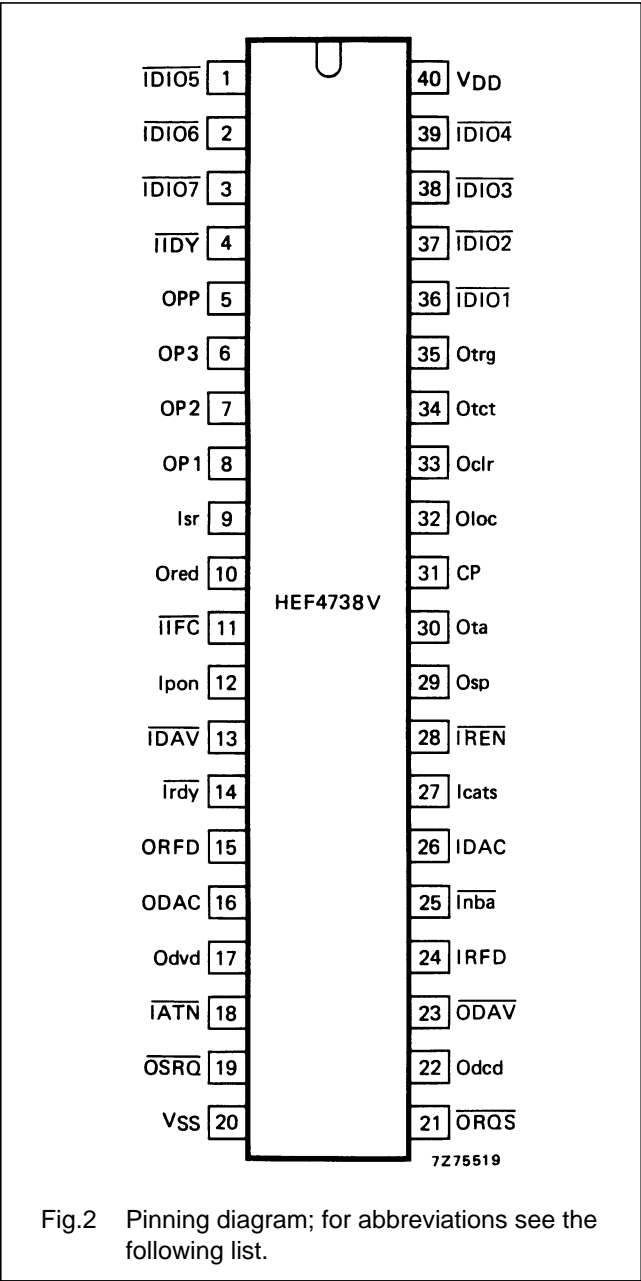 IDIO5 1 40 VDD
IDIO6 2 39 IDIO4
IDIO7 3 38 IDIO3
IIDY 4 37 IDIO2
OPP 5 36 IDIO1
OP3 6 35 Otrg
OP2 7 34 Otct
OP1 8 33 Oclr
Isr 9 32 Oloc
Ored 10 31 CP
HEF4738V
IIFC 11 30 Ota
Ipon 12 29 Osp
IDAV 13 28 IREN
Irdy 14 27 Icats
ORFD 15 26 IDAC
ODAC 16 25 Inba
Odvd 17 24 IRFD
IATN 18 23 ODAV
OSRQ 19 22 Odcd
VSS 20 21 ORQS
7Z75519
Fig.2 Pinning diagram; for abbreviations see the
following list.